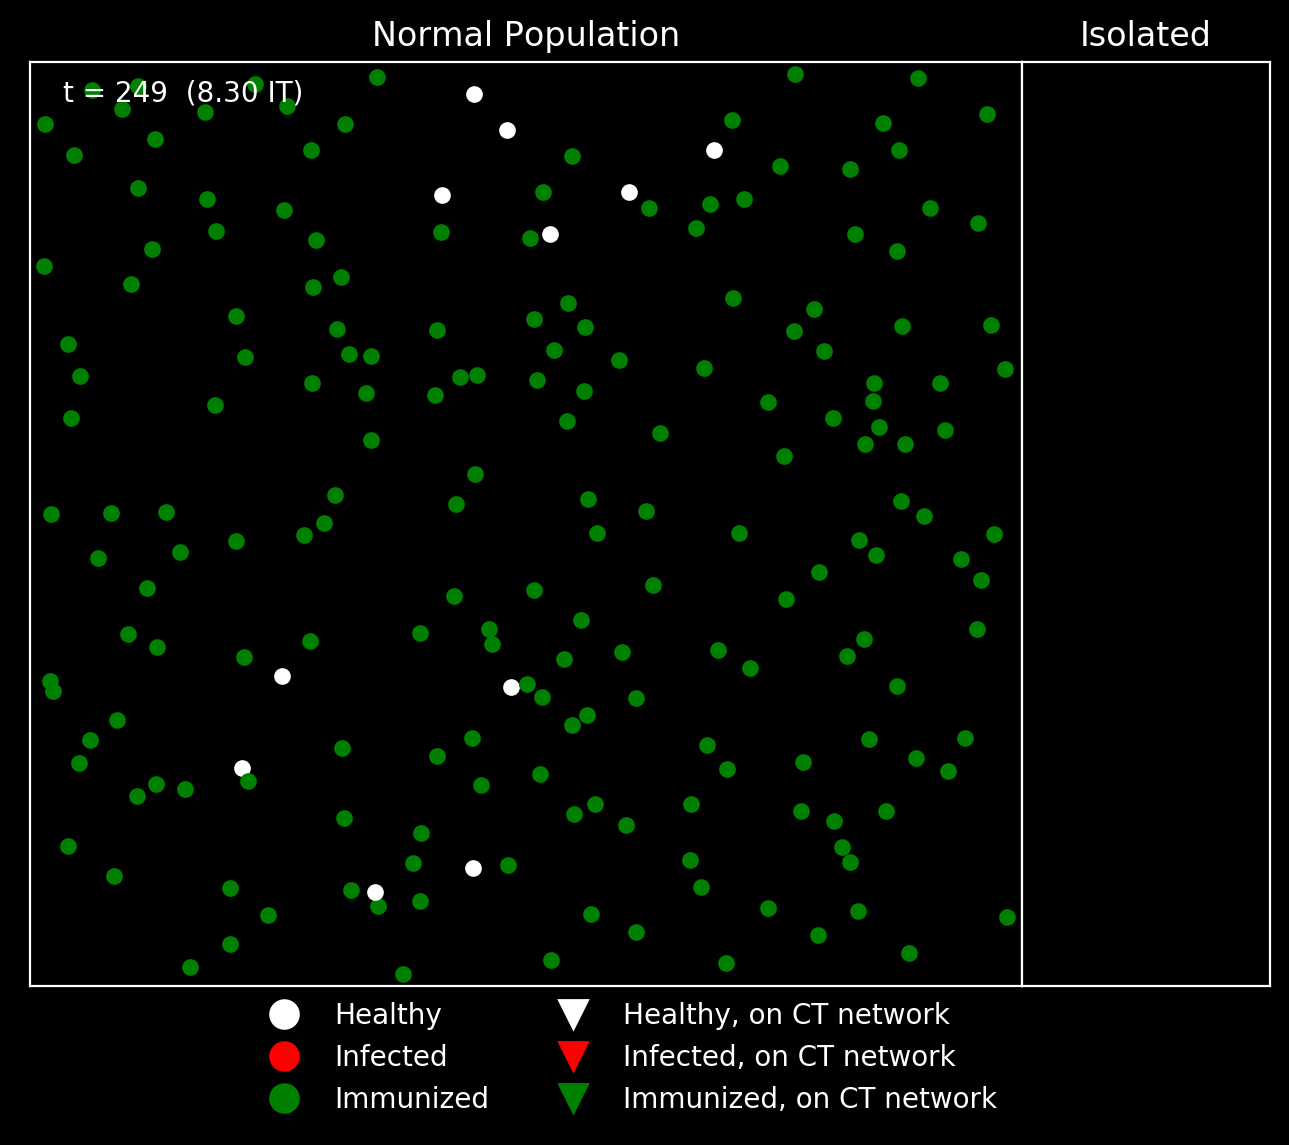 Normal Population
Isolated
t = 249  (8.30 IT)
Healthy
Infected
Immunized
Healthy, on CT network
Infected, on CT network
Immunized, on CT network